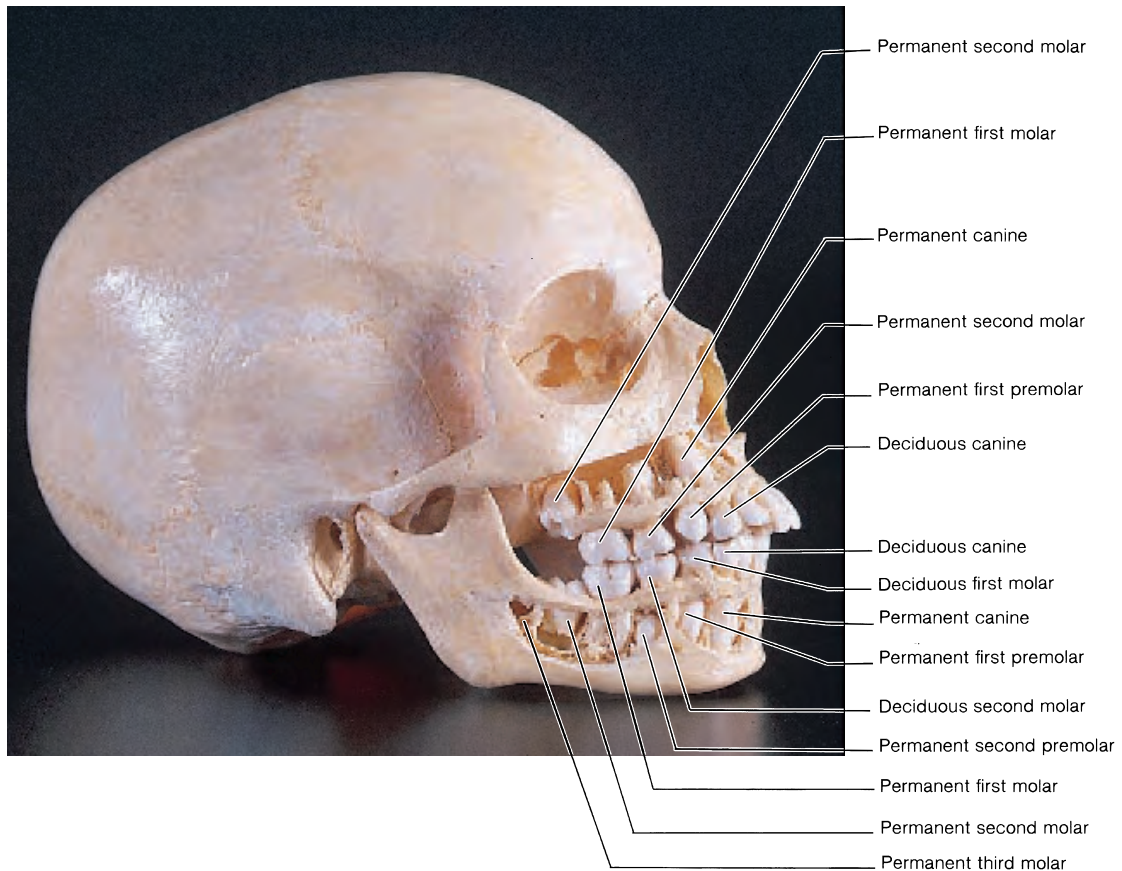 Permanent second molar
Permanent first molar
Permanent canine
Permanent second molar
Permanent first premolar
Deciduous canine
Deciduous canine
Deciduous first molar
Permanent canine
Permanent first premolar
Deciduous second molar
Permanent second premolar
Permanent first molar
Permanent second molar
Permanent third molar